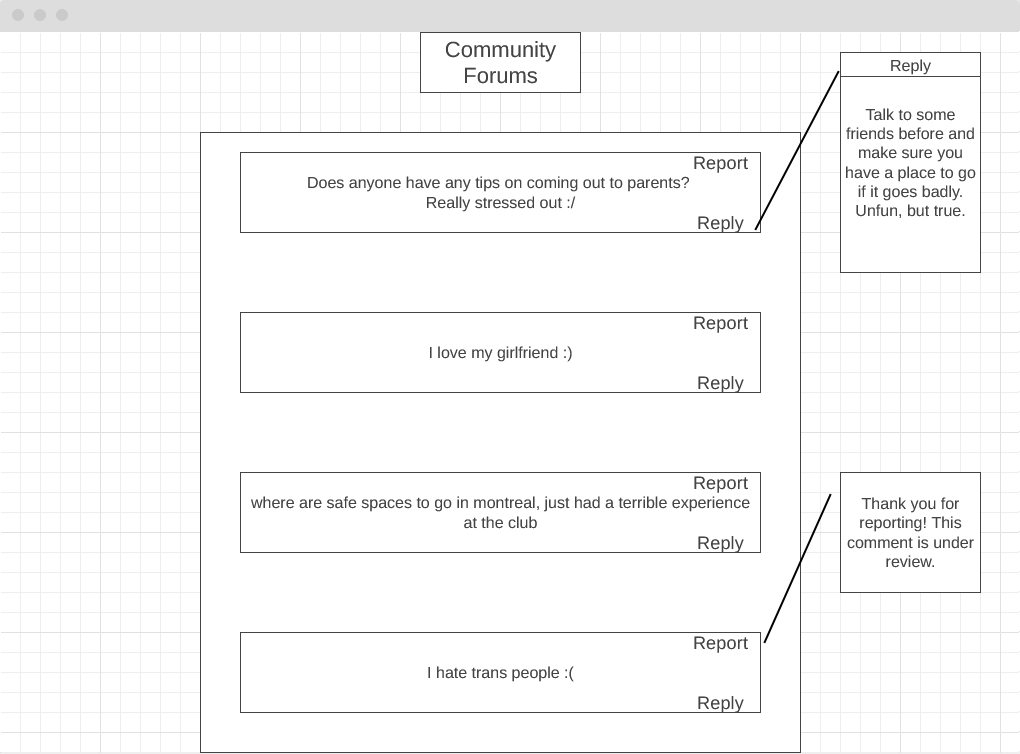 Community
Forums
Reply
Talk to some
friends before and
make sure you
have a place to go
if it goes badly.
Unfun, but true.
Report
Does anyone have any tips on coming out to parents?
Really stressed out :/
Reply
Report
I love my girlfriend :)
Reply
Report
where are safe spaces to go in montreal, just had a terrible experience
at the club
Reply
Thank you for
reporting! This
comment is under
review.
Report
I hate trans people :(
Reply